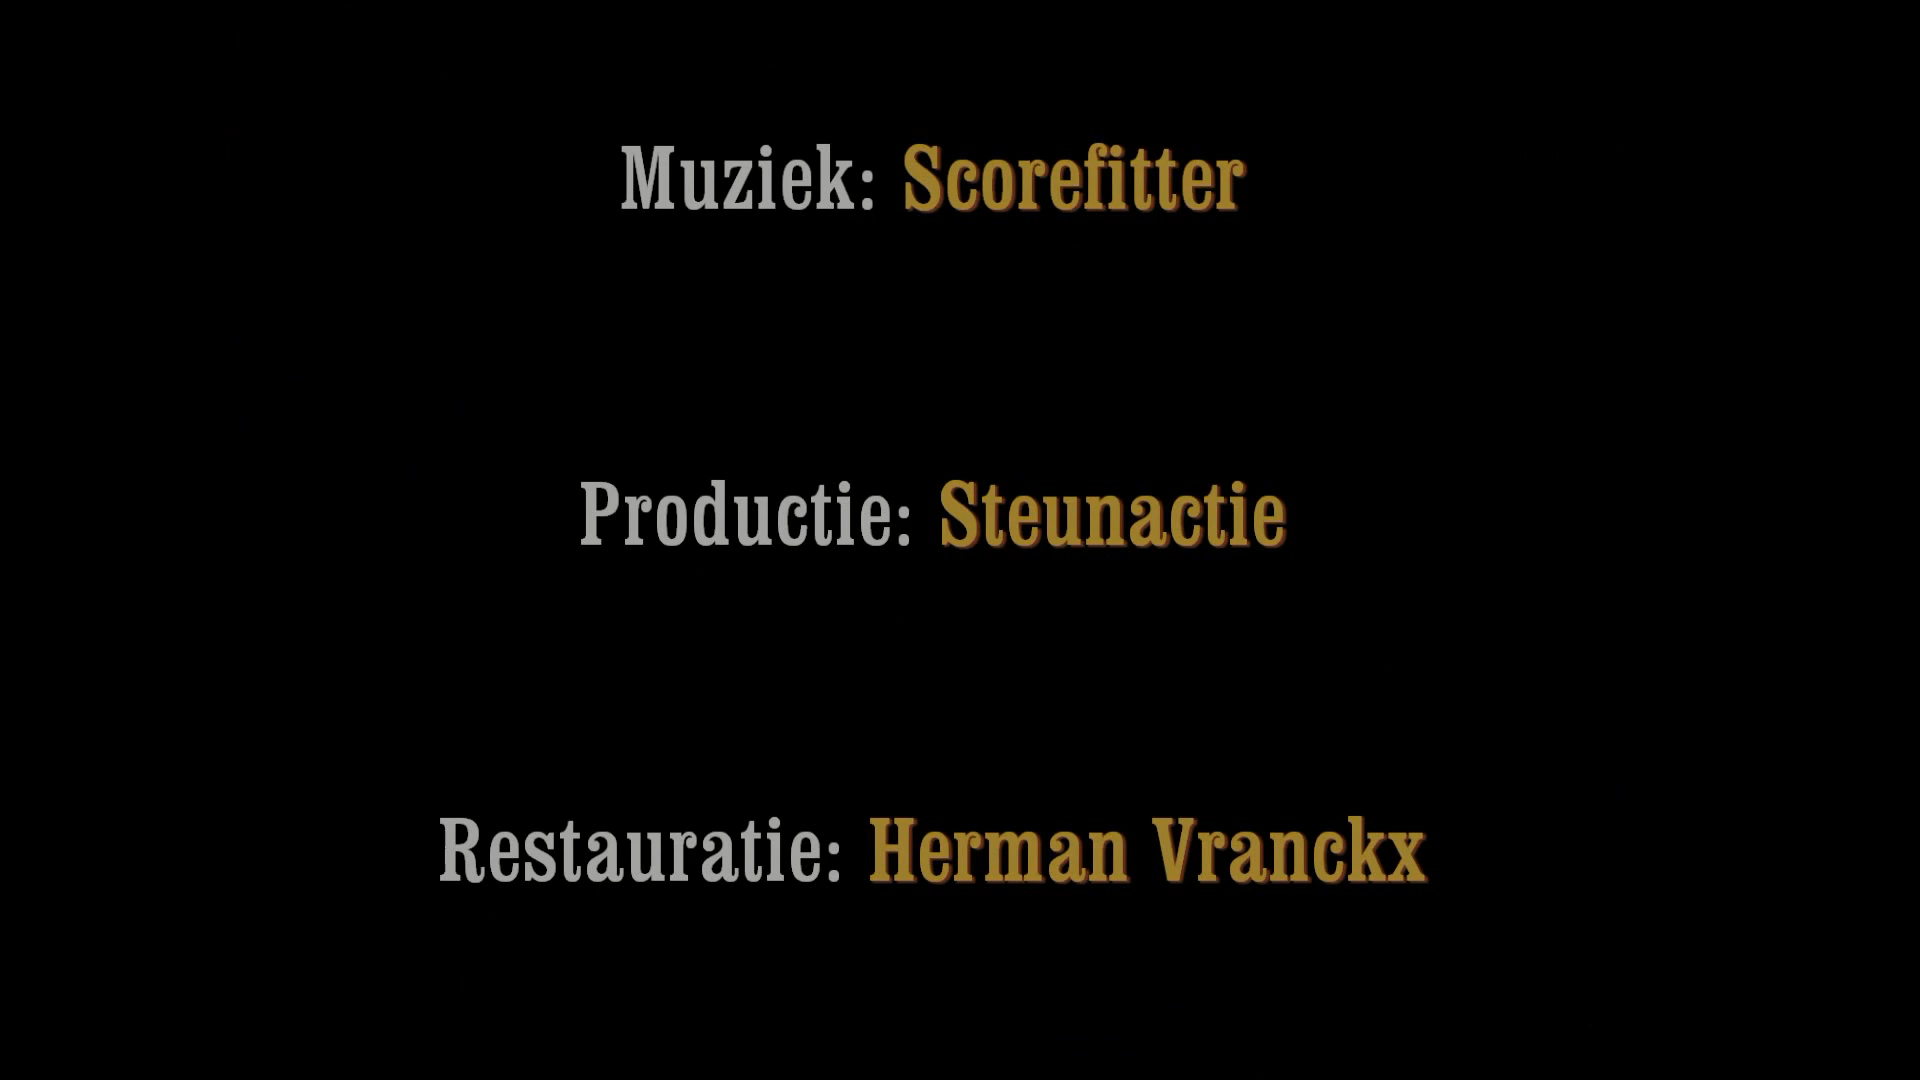 Muziek: Scorefitter
Productie: Steunactie
Restauratie: Herman Vranckx